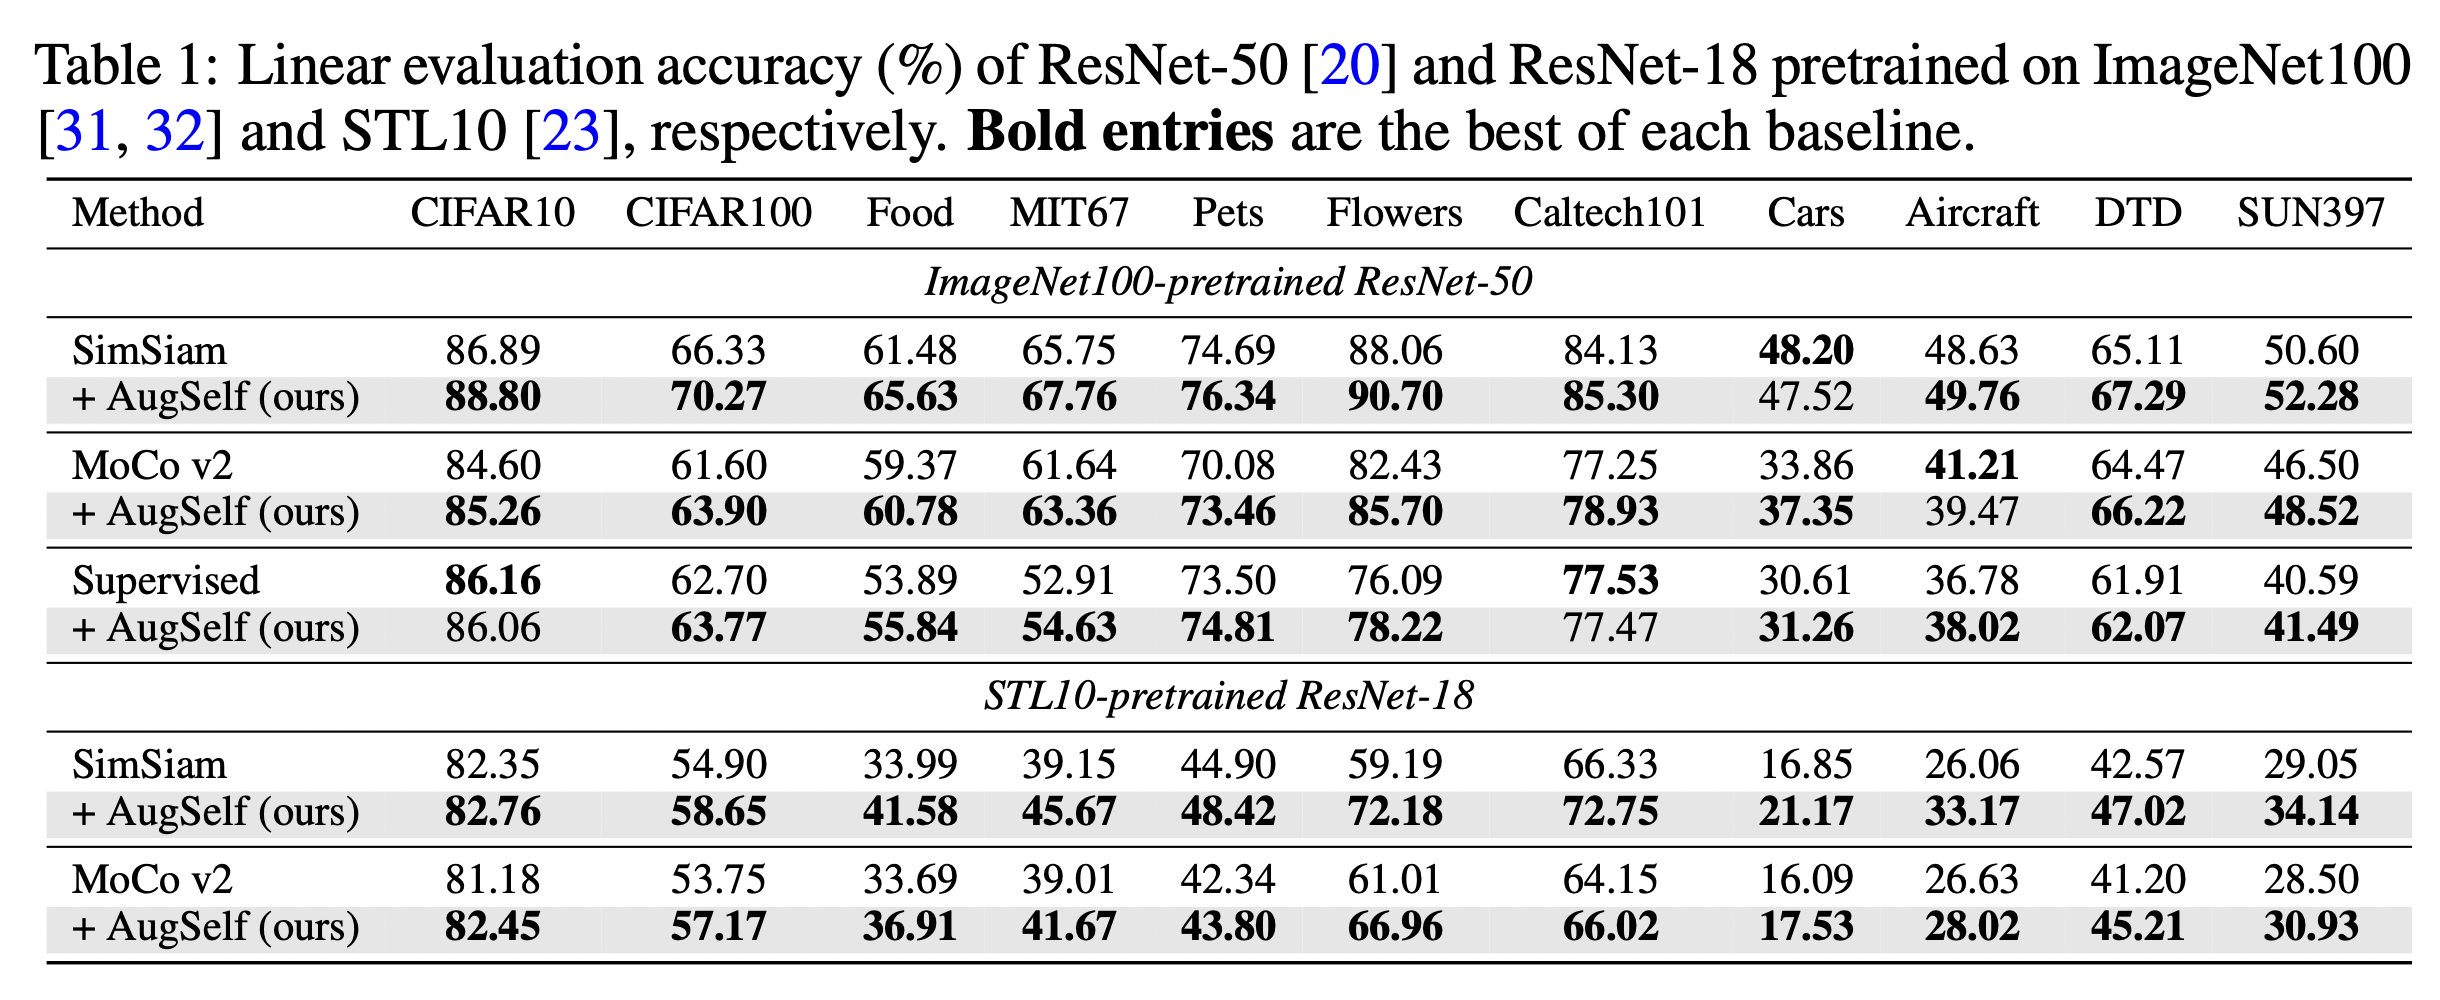 Table 1: Linear evaluation accuracy (%) of ResNet-50 [20] and ResNet-18 pretrained on ImageNet100
[31, 32] and STL10 [23], respectively. Bold entries are the best of each baseline.
Method CIFAR10 CIFAR100 Food MIT67 Pets Flowers Caltech101 Cars Aircraft DTD SUN397
ImageNet100-pretrained ResNet-50
SimSiam 86.89 66.33 61.48 65.75 74.69 88.06 84.13 48.20 48.63 65.11 50.60
+ AugSelf (ours) 88.80 70.27 65.63 67.76 76.34 90.70 85.30 47.52 49.76 67.29 52.28
MoCo v2 84.60 61.60 59.37 61.64 70.08 82.43 77.25 33.86 41.21 64.47 46.50
+ AugSelf (ours) 85.26 63.90 60.78 63.36 73.46 85.70 78.93 37.35 39.47 66.22 48.52
Supervised 86.16 62.70 53.89 52.91 73.50 76.09 77.53 30.61 36.78 61.91 40.59
+ AugSelf (ours) 86.06 63.77 55.84 54.63 74.81 78.22 77.47 31.26 38.02 62.07 41.49
STL10-pretrained ResNet-18
SimSiam 82.35 54.90 33.99 39.15 44.90 59.19 66.33 16.85 26.06 42.57 29.05
+ AugSelf (ours) 82.76 58.65 41.58 45.67 48.42 72.18 72.75 21.17 33.17 47.02 34.14
MoCo v2 81.18 53.75 33.69 39.01 42.34 61.01 64.15 16.09 26.63 41.20 28.50
+ AugSelf (ours) 82.45 57.17 36.91 41.67 43.80 66.96 66.02 17.53 28.02 45.21 30.93